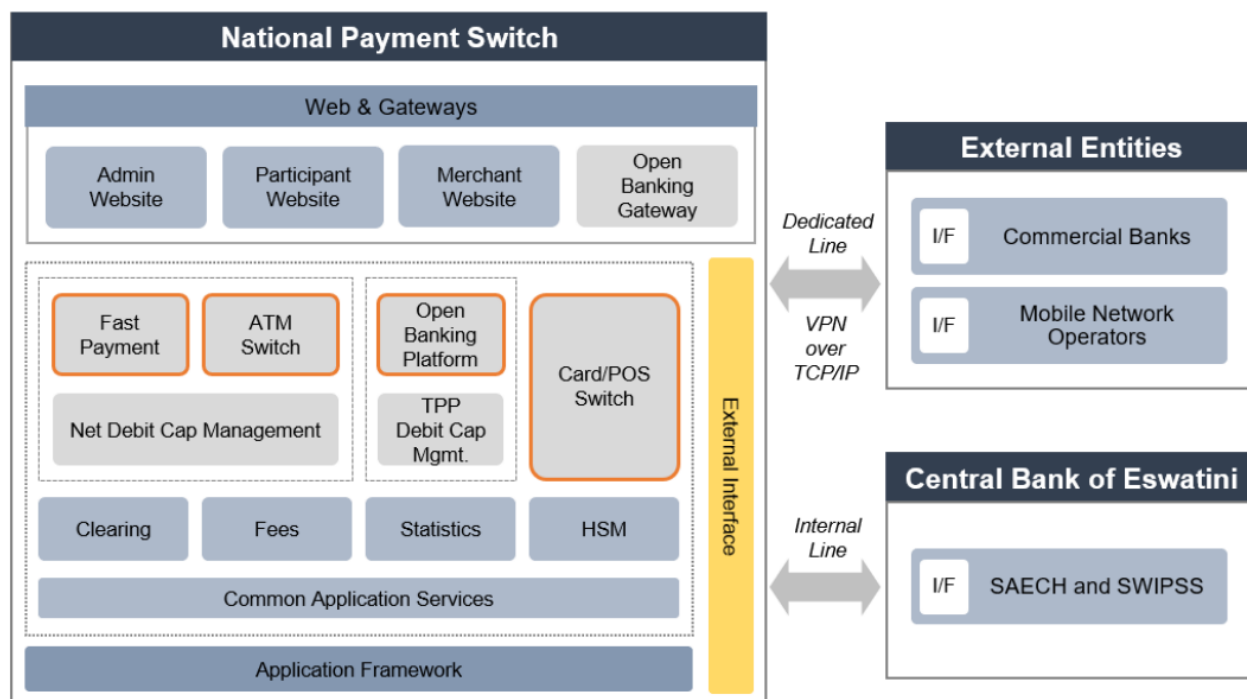 National Payment Switch
Web & Gateways
Admin
Website
Participant
Website
Merchant
Website
Open
Banking
Gateway
Fast
Payment
ATM
Switch
Open
Banking
Platform
Card/POS
Switch
Net Debit Cap Management
TPP
Debit Cap
Mgmt.
Clearing
Fees
Statistics
HSM
Common Application Services
Application Framework
External Interface
Dedicated
Line
VPN
over
TCP/IP
Internal
Line
External Entities
I/F
Commercial Banks
I/F
Mobile Network
Operators
Central Bank of Eswatini
I/F
SAECH and SWIPSS